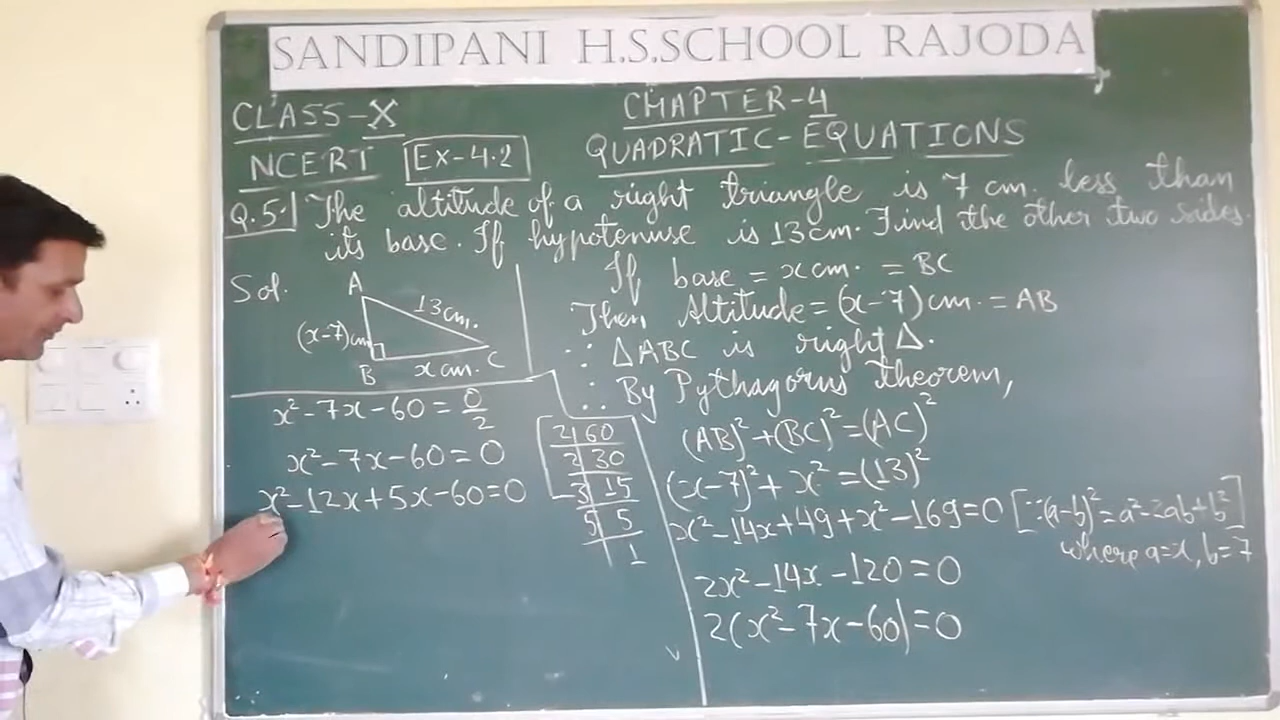 SANDIPANI H.S.SCHOOL RAJODA
CLASS-X
CHAPTER-4
NCERT Ex-4.2
QUADRATIC-EQUATIONS
Q.5. The altitude of a right triangle is 7 cm. less than
its base. If hypotenuse is 13cm. Find the other two sides.
Sol.
A
13cm.
(x-7)cm
B
x cm.
C
If base = x cm. = BC
Then Altitude = (x-7)cm = AB
∵ ΔABC is right Δ.
∴ By Pythagorus theorem,
(AB)²+(BC)²=(AC)²
(x-7)²+x²=(13)²
x²-14x+49+x²-169=0 [∵(a-b)²=a²-2ab+b²]
where a=x, b=7
2x²-14x-120=0
2(x²-7x-60)=0
x²-7x-60=0/2
x²-7x-60=0
x²-12x+5x-60=0
2 60
2 30
3 15
5 5
1